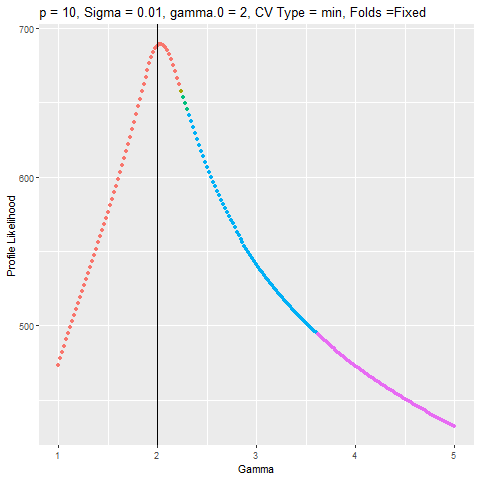 p = 10, Sigma = 0.01, gamma.0 = 2, CV Type = min, Folds =Fixed
700
600
500
Profile Likelihood
1 2 3 4 5
Gamma